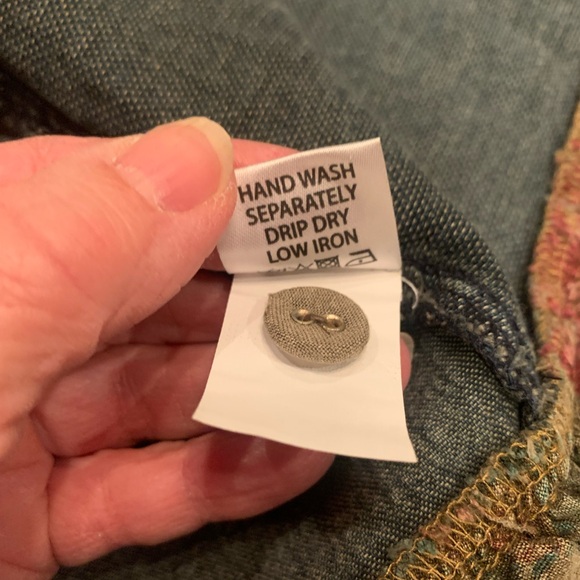 HAND WASH
SEPARATELY
DRIP DRY
LOW IRON